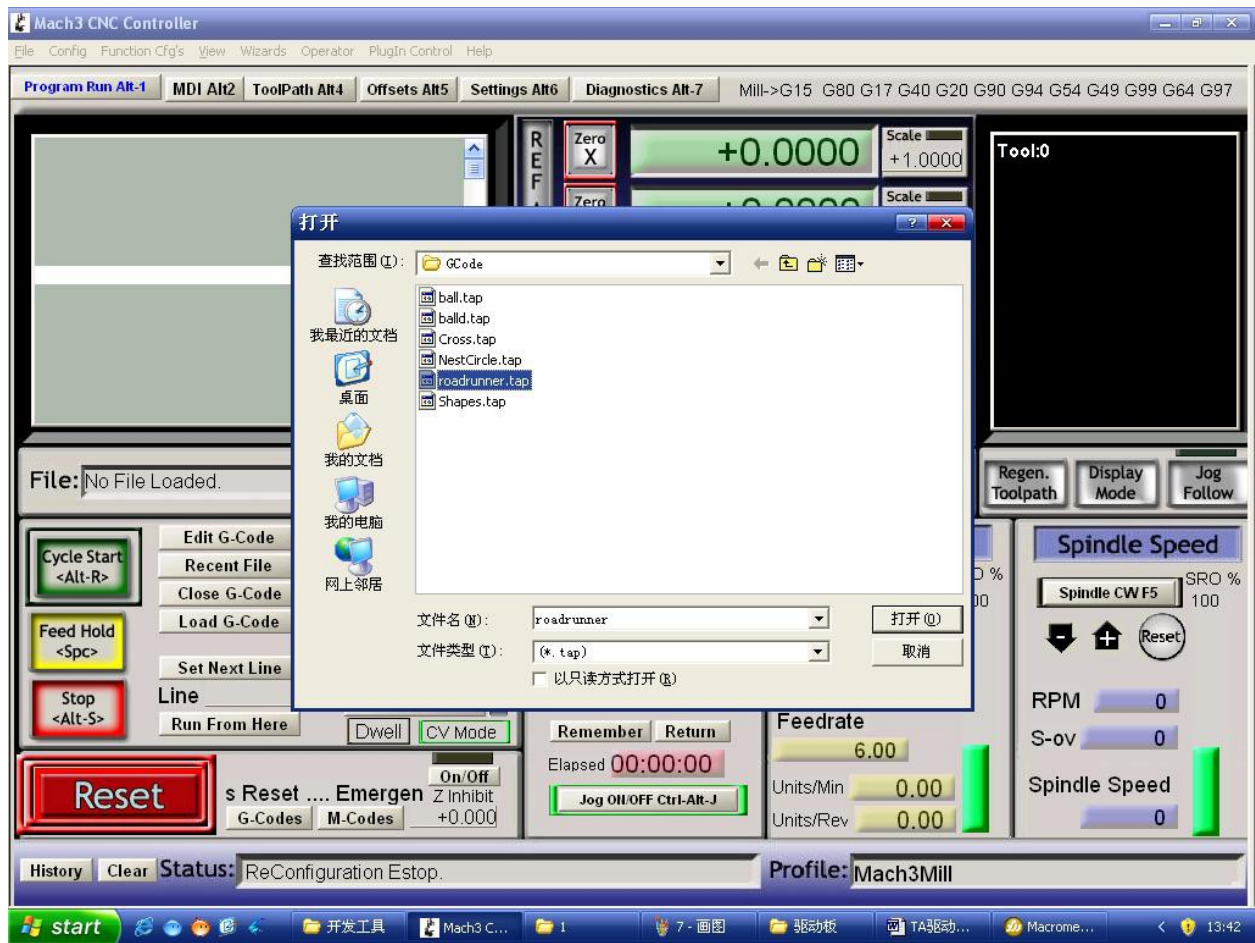 Mach3 CNC Controller
File Config Function Cfg's View Wizards Operator PlugIn Control Help
Program Run Alt-1 MDI Alt2 ToolPath Alt4 Offsets Alt5 Settings Alt6 Diagnostics Alt-7 Mill->G15 G80 G17 G40 G20 G90 G94 G54 G49 G99 G64 G97
REF
Zero X +0.0000 Scale +1.0000
Zero Scale
Tool:0
打开
查找范围(I): GCode
我最近的文档
桌面
我的文档
我的电脑
网上邻居
ball.tap
balld.tap
Cross.tap
NestCircle.tap
roadrunner.tap
Shapes.tap
文件名(N): roadrunner 打开(O)
文件类型(T): (*.tap) 取消
以只读方式打开(R)
File: No File Loaded.
Regen. Toolpath Display Mode Jog Follow
Cycle Start <Alt-R>
Feed Hold <Spc>
Stop <Alt-S>
Edit G-Code
Recent File
Close G-Code
Load G-Code
Set Next Line
Line
Run From Here
Dwell CV Mode
Remember Return
Elapsed 00:00:00
Jog ON/OFF Ctrl-Alt-J
Feedrate
6.00
Units/Min 0.00
Units/Rev 0.00
Spindle Speed
Spindle CW F5
SRO %
100
Reset
RPM 0
S-ov 0
Spindle Speed
0
Reset
s Reset .... Emergen
G-Codes M-Codes
On/Off
Z Inhibit
+0.000
History Clear Status: ReConfiguration Estop. Profile: Mach3Mill
start 开发工具 Mach3 C... 1 7 - 画图 驱动板 TA驱动... Macrome... 13:42